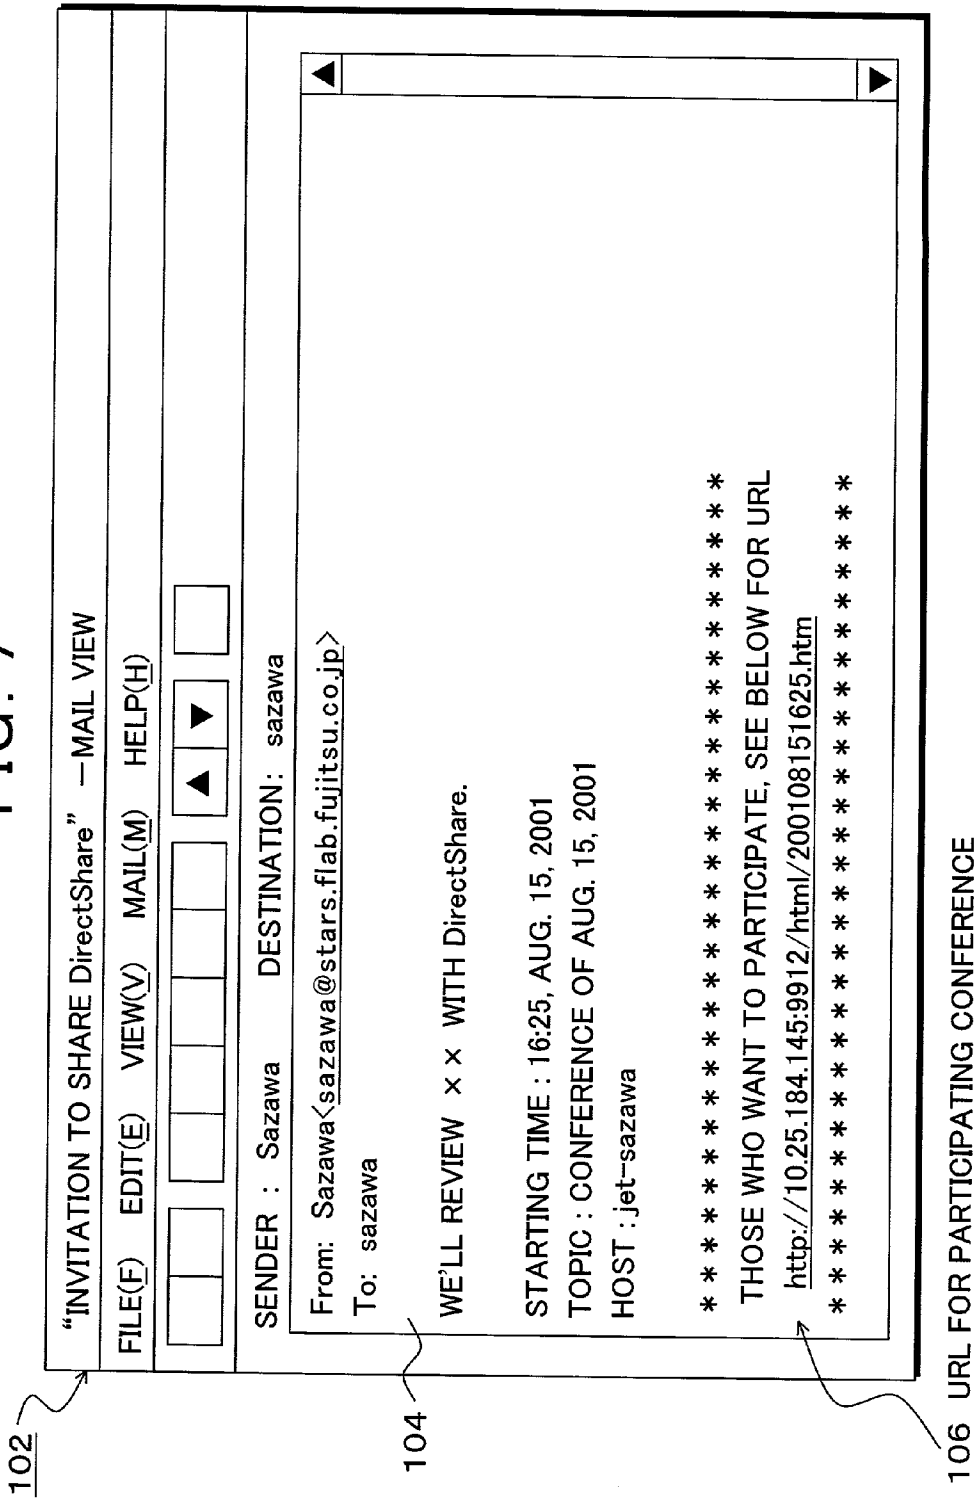 FIG. 7
102
“INVITATION TO SHARE DirectShare” —MAIL VIEW
FILE(F) EDIT(E) VIEW(V) MAIL(M) HELP(H)
SENDER : Sazawa DESTINATION: sazawa
From: Sazawa<sazawa@stars.flab.fujitsu.co.jp>
To: sazawa
104
WE'LL REVIEW ×× WITH DirectShare.
STARTING TIME : 16:25, AUG. 15, 2001
TOPIC : CONFERENCE OF AUG. 15, 2001
HOST : jet-sazawa
* * * * * * * * * * * * * * * * * * * * * * * *
THOSE WHO WANT TO PARTICIPATE, SEE BELOW FOR URL
http://10.25.184.145:9912/html/200108151625.htm
* * * * * * * * * * * * * * * * * * * * * * * *
106 URL FOR PARTICIPATING CONFERENCE